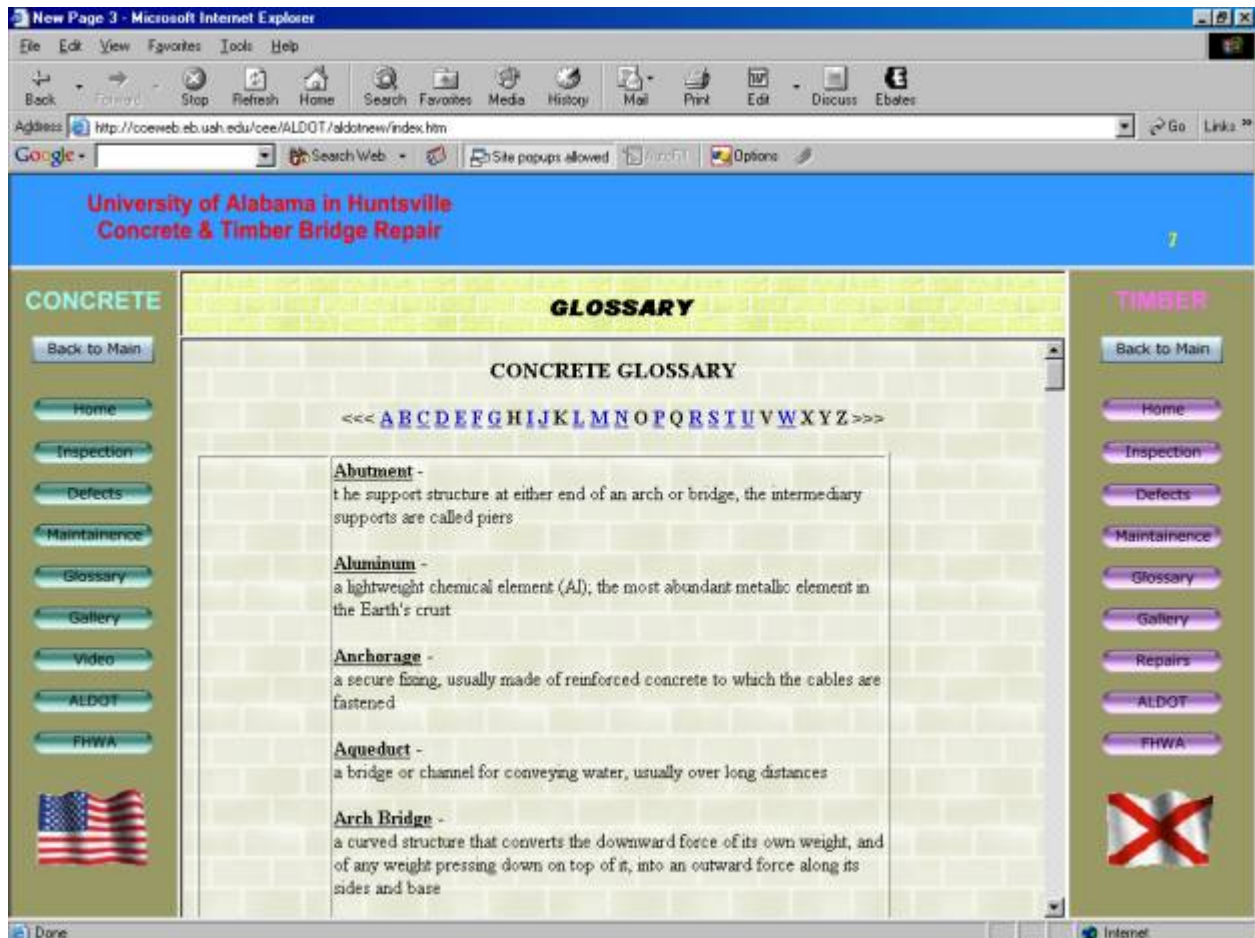 New Page 3 - Microsoft Internet Explorer
File Edit View Favorites Tools Help
Back Forward Stop Refresh Home Search Favorites Media History Mail Print Edit Discuss Ebates
Address http://coeweb.eb.uah.edu/cee/ALDOT/aldotnew/index.htm Go Links »
Google - Search Web Site popups allowed AutoFill Options
University of Alabama in Huntsville
Concrete & Timber Bridge Repair
7
CONCRETE
Back to Main
Home
Inspection
Defects
Maintainence
Glossary
Gallery
Video
ALDOT
FHWA
GLOSSARY
CONCRETE GLOSSARY
<<< A B C D E F G H I J K L M N O P Q R S T U V W X Y Z >>>
Abutment -
t he support structure at either end of an arch or bridge, the intermediary
supports are called piers
Aluminum -
a lightweight chemical element (Al); the most abundant metallic element in
the Earth's crust
Anchorage -
a secure fixing, usually made of reinforced concrete to which the cables are
fastened
Aqueduct -
a bridge or channel for conveying water, usually over long distances
Arch Bridge -
a curved structure that converts the downward force of its own weight, and
of any weight pressing down on top of it, into an outward force along its
sides and base
TIMBER
Back to Main
Home
Inspection
Defects
Maintainence
Glossary
Gallery
Repairs
ALDOT
FHWA
Done Internet